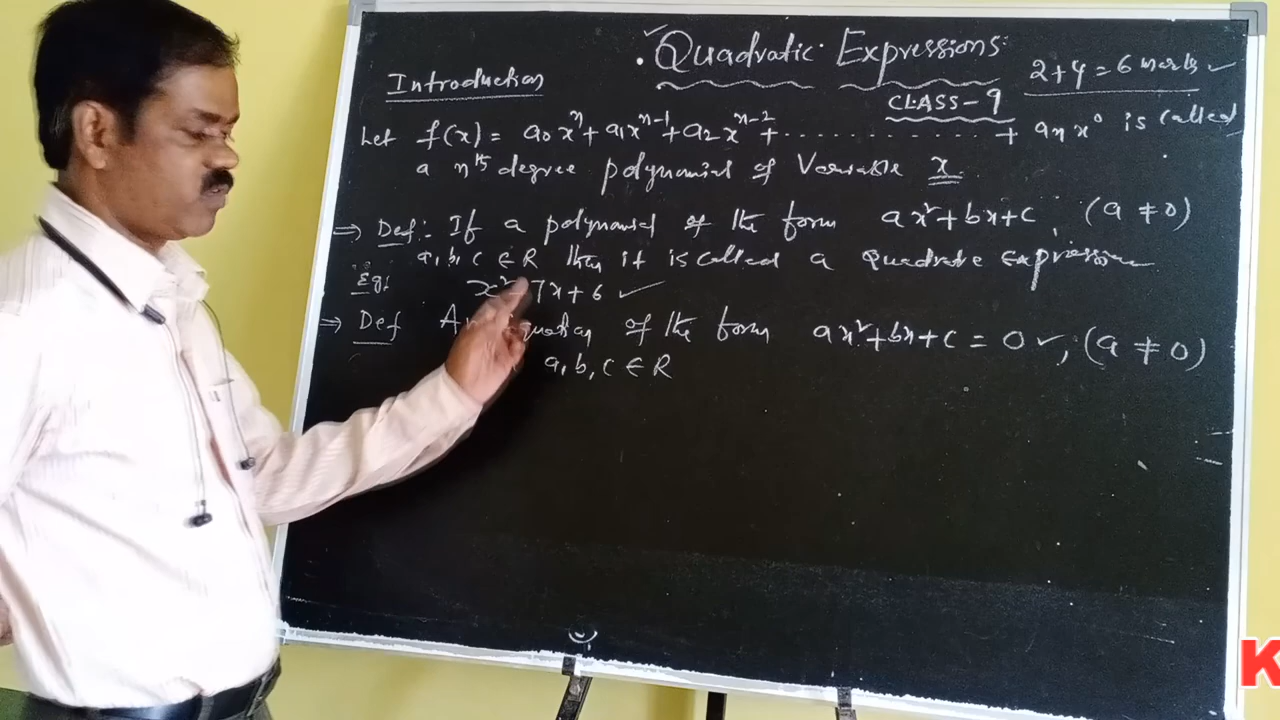 Quadratic Expressions
2+4=6 marks ✓
Introduction
CLASS-9
Let f(x) = a₀xⁿ + a₁xⁿ⁻¹ + a₂xⁿ⁻² + .............. + aₙx⁰ is called
a nth degree polynomial of Variable x
⇒ Def:- If a polynomial of the form ax²+bx+c, (a ≠ 0)
a, b, c ∈ R then it is called a Quadratic expression
Eg: x² 7x+6 ✓
⇒ Def An equation of the form ax²+bx+c = 0 ✓, (a ≠ 0)
a, b, c ∈ R
K